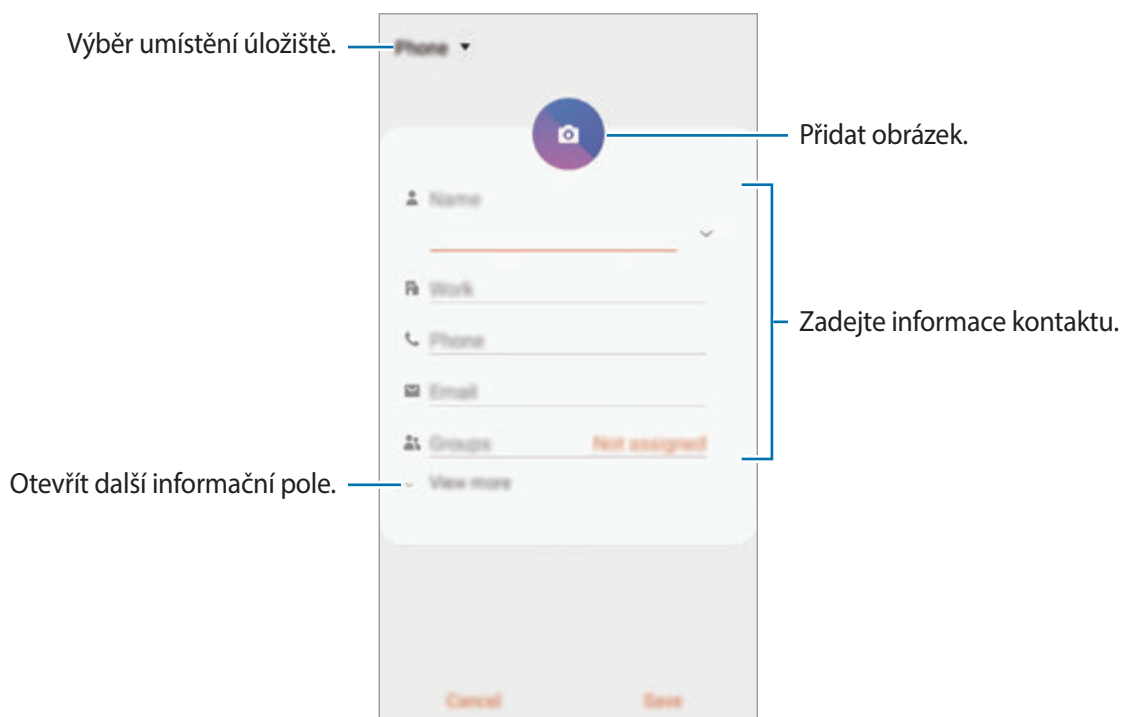 Výběr umístění úložiště.
Phone
Přidat obrázek.
Name
Work
Phone
Zadejte informace kontaktu.
Email
Groups Not assigned
Otevřít další informační pole.
View more
Cancel Save